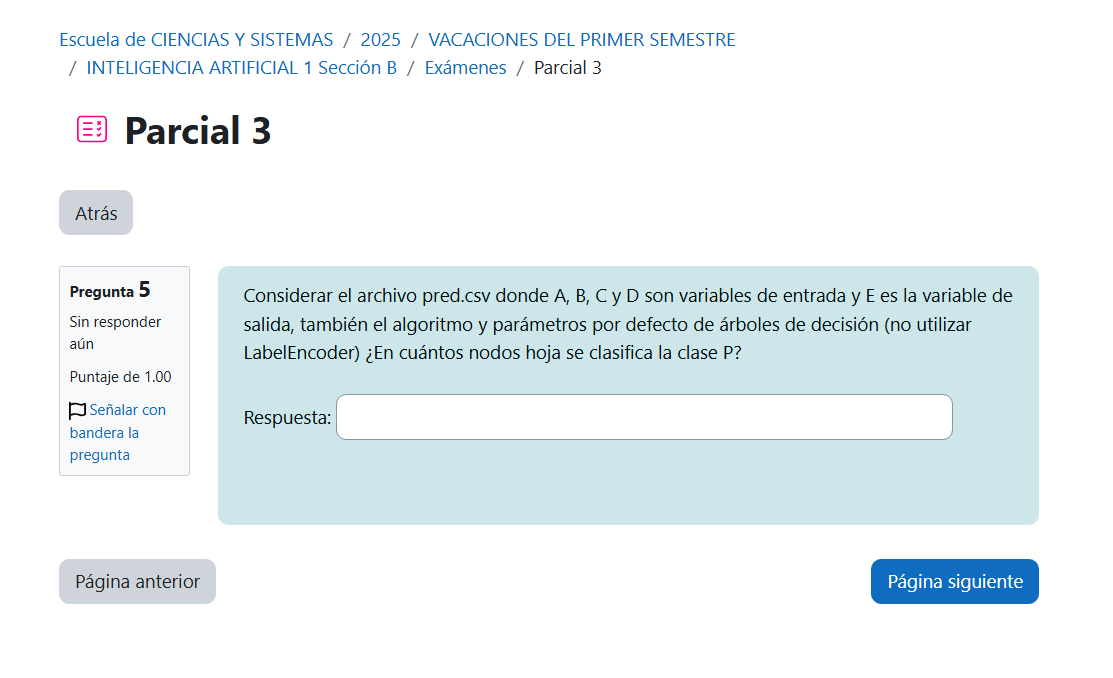 Escuela de CIENCIAS Y SISTEMAS / 2025 / VACACIONES DEL PRIMER SEMESTRE
/ INTELIGENCIA ARTIFICIAL 1 Sección B / Exámenes / Parcial 3
Parcial 3
Atrás
Pregunta 5
Sin responder
aún
Puntaje de 1.00
Señalar con
bandera la
pregunta
Considerar el archivo pred.csv donde A, B, C y D son variables de entrada y E es la variable de
salida, también el algoritmo y parámetros por defecto de árboles de decisión (no utilizar
LabelEncoder) ¿En cuántos nodos hoja se clasifica la clase P?
Respuesta:
Página anterior
Página siguiente